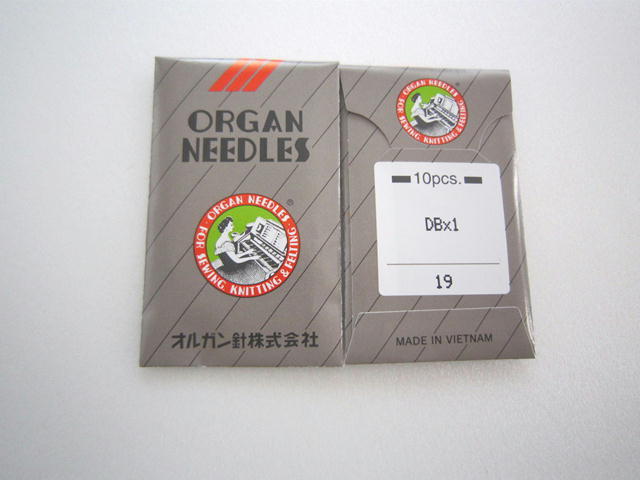 ORGAN
NEEDLES
ORGAN NEEDLES
®
FOR SEWING, KNITTING & FELTING
オルガン針株式会社
ORGAN NEEDLES
®
FOR SEWING, KNITTING & FELTING
10pcs.
DBx1
19
MADE IN VIETNAM